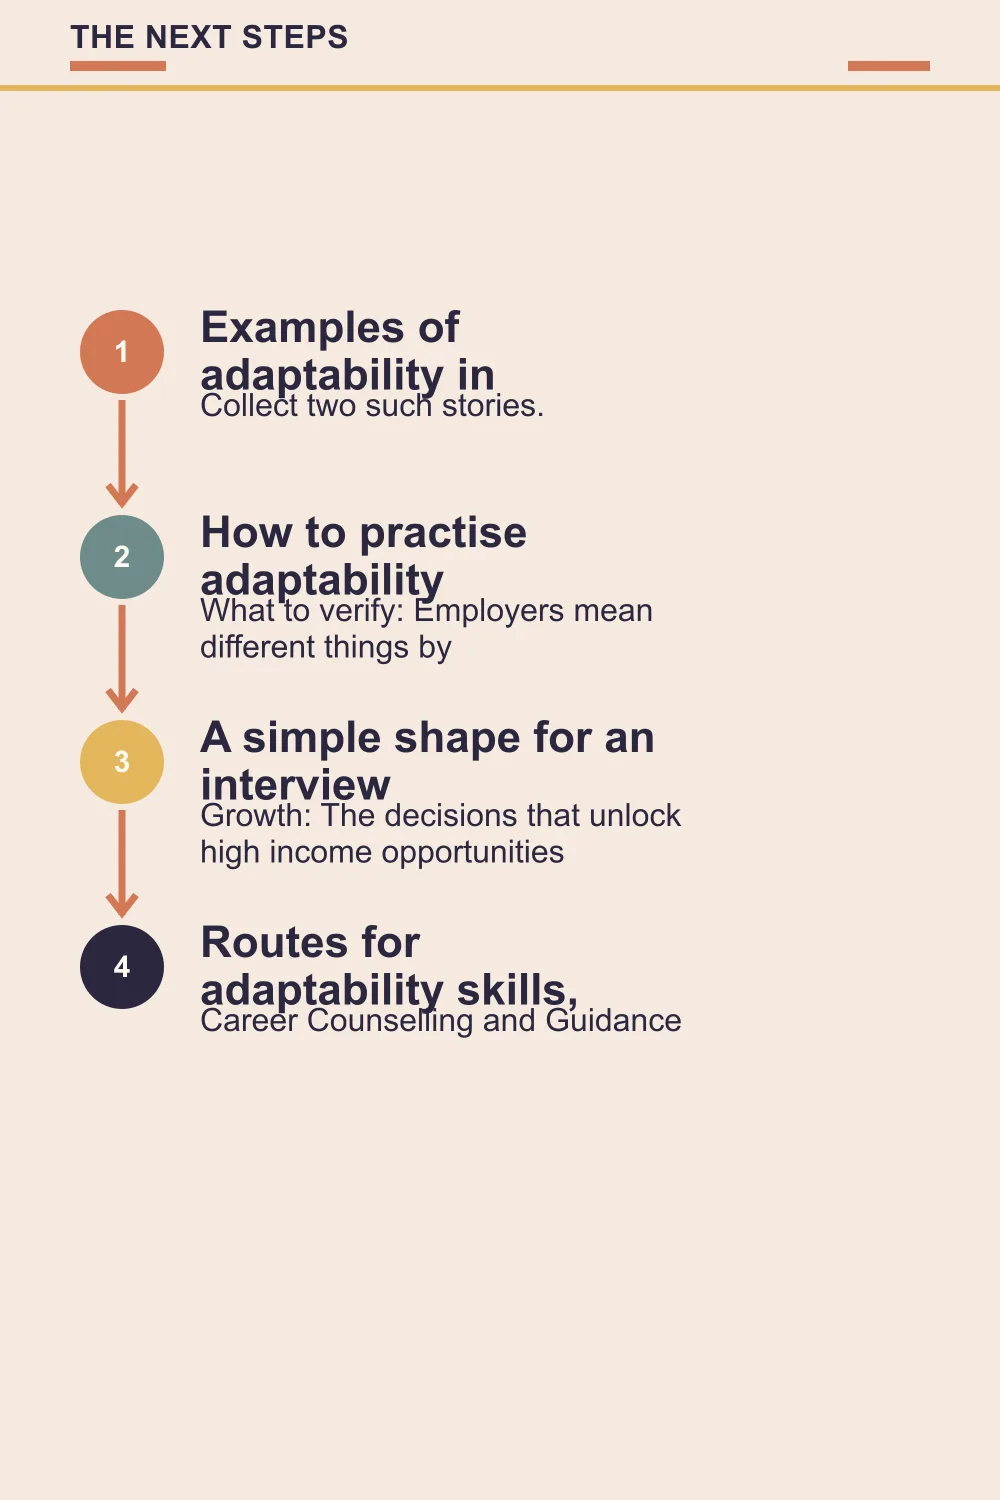 THE NEXT STEPS
1
Examples of
adaptability in
Collect two such stories.
2
How to practise
adaptability
What to verify: Employers mean
different things by
3
A simple shape for an
interview
Growth: The decisions that unlock
high income opportunities
4
Routes for
adaptability skills,
Career Counselling and Guidance